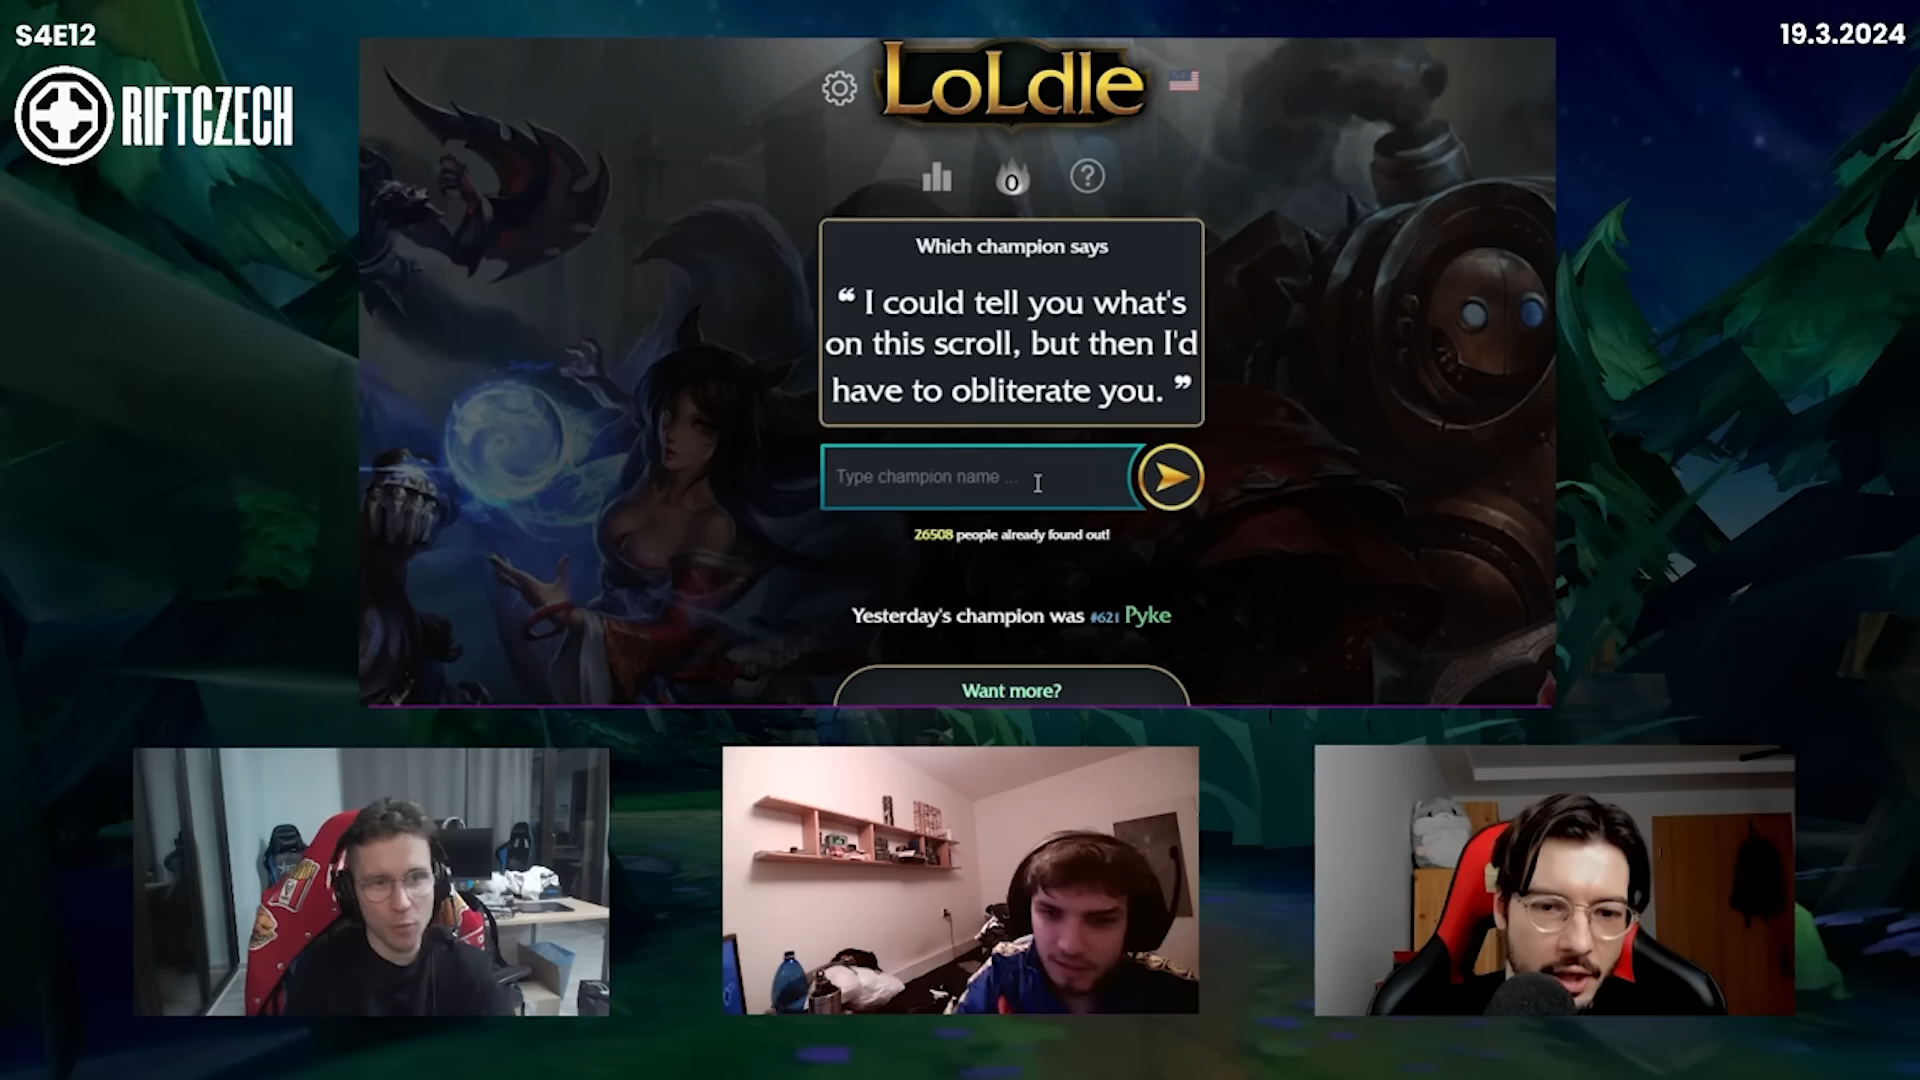 S4E12
19.3.2024
RIFTCZECH
LoLdle
0
?
Which champion says
“ I could tell you what's
on this scroll, but then I'd
have to obliterate you. ”
Type champion name ...
26508 people already found out!
Yesterday's champion was #621 Pyke
Want more?